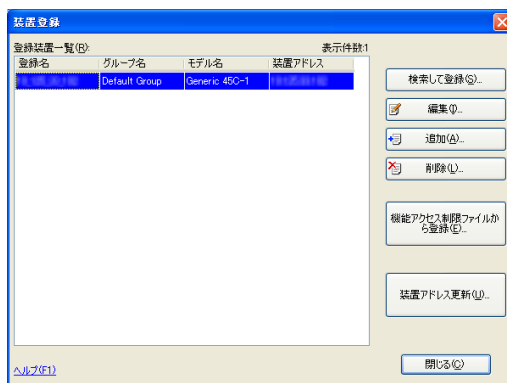 装置登録
登録装置一覧(R):
表示件数:1
登録名 グループ名 モデル名 装置アドレス
Default Group Generic 45C-1
検索して登録(S)...
編集(I)...
追加(A)...
削除(L)...
機能アクセス制限ファイルか
ら登録(E)...
装置アドレス更新(U)...
ヘルプ(F1)
閉じる(C)